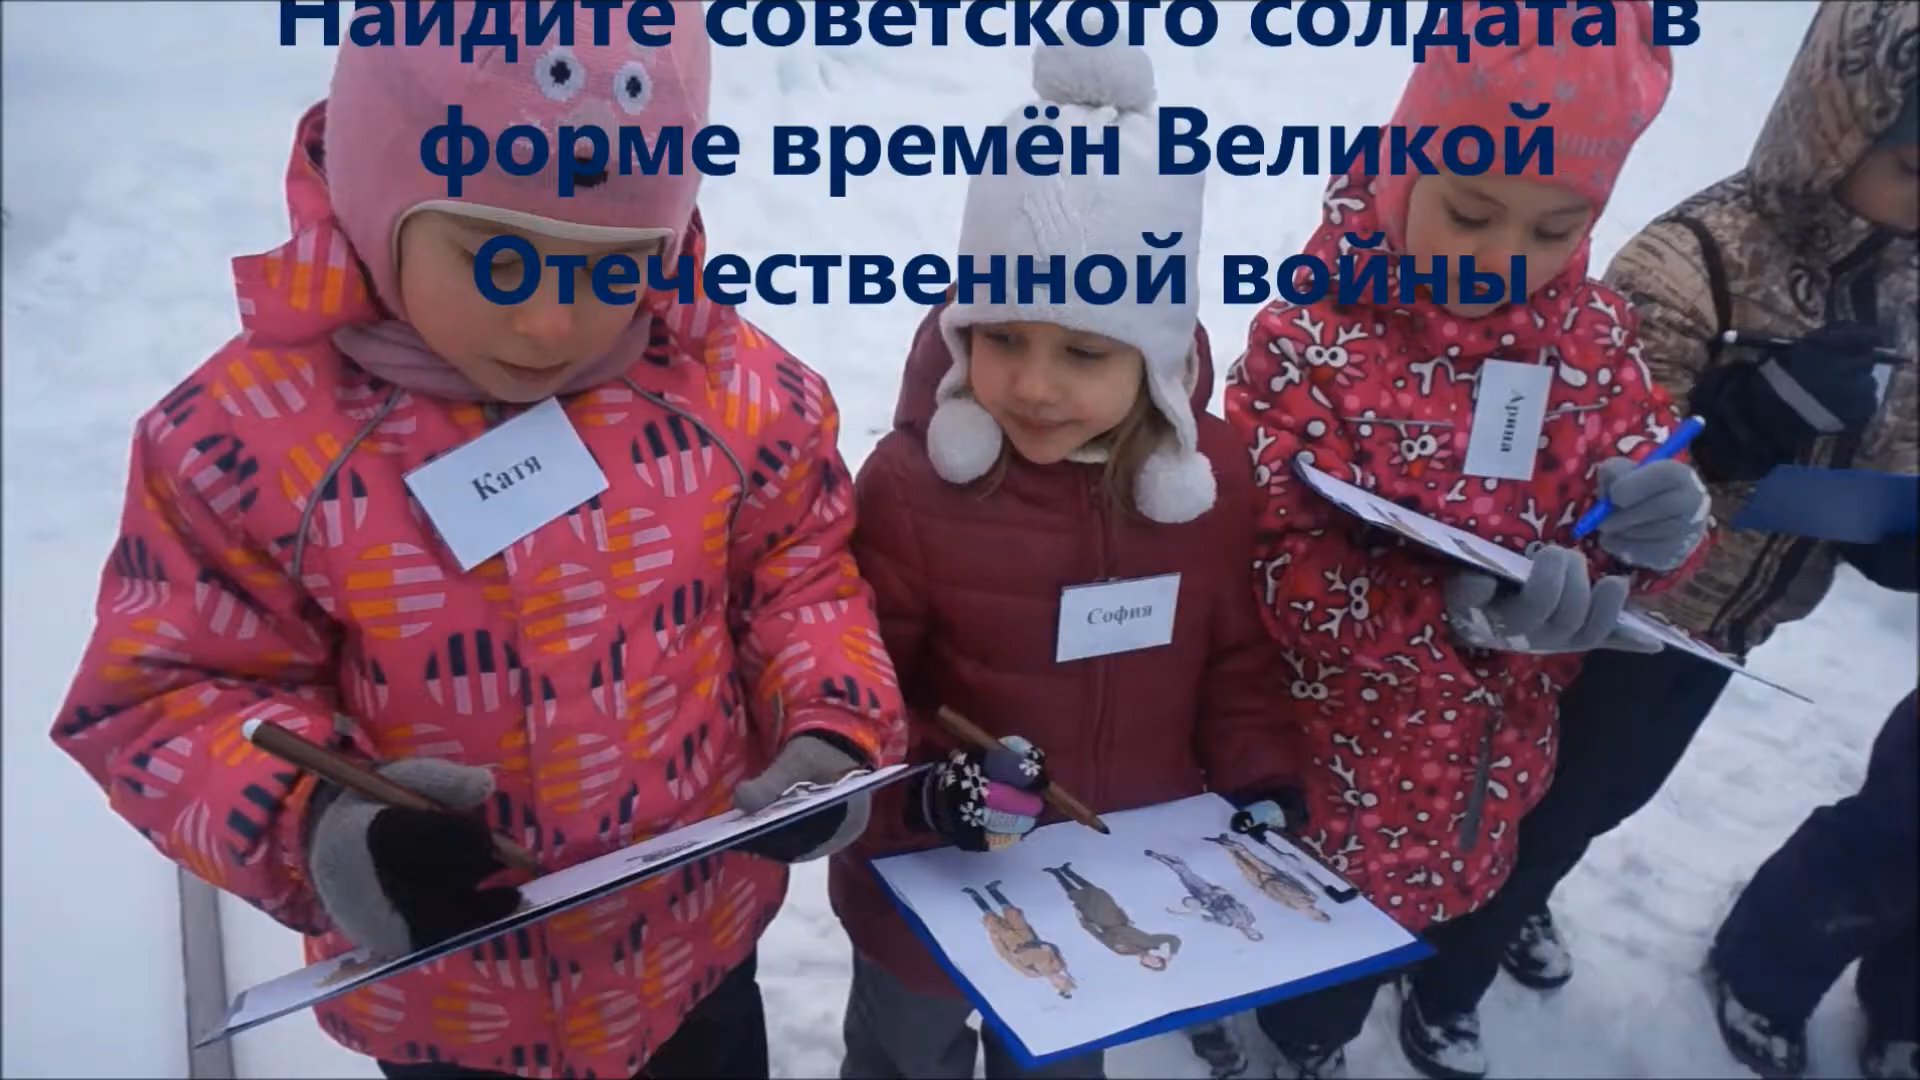 Найдите советского солдата в
форме времён Великой
Отечественной войны
Катя
София
Арина